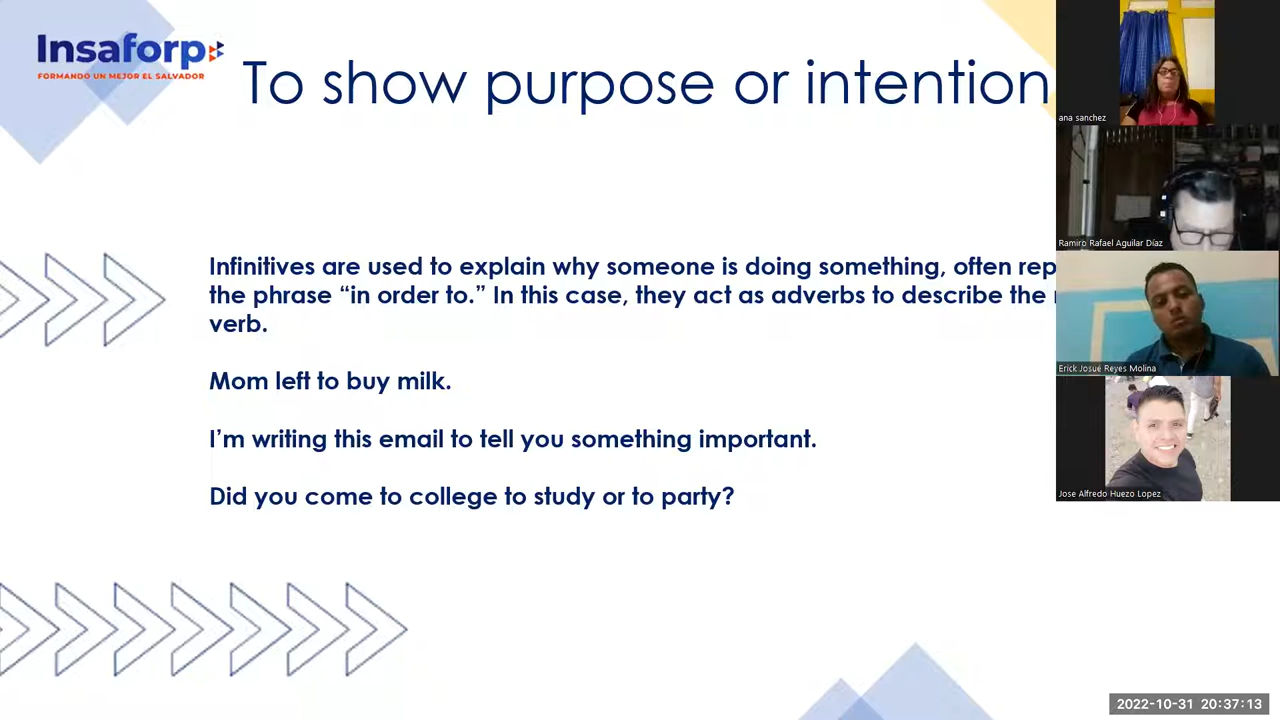 Insaforp
FORMANDO UN MEJOR EL SALVADOR
To show purpose or intention
Infinitives are used to explain why someone is doing something, often rep
the phrase “in order to.” In this case, they act as adverbs to describe the
verb.
Mom left to buy milk.
I’m writing this email to tell you something important.
Did you come to college to study or to party?
ana sanchez
Ramiro Rafael Aguilar Díaz
Erick Josué Reyes Molina
Jose Alfredo Huezo Lopez
2022-10-31 20:37:13